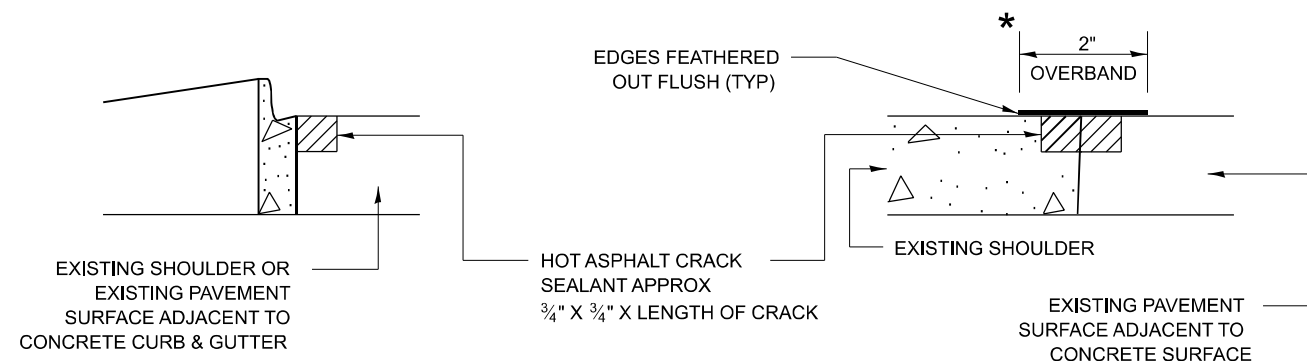 EXISTING SHOULDER OR
EXISTING PAVEMENT
SURFACE ADJACENT TO
CONCRETE CURB & GUTTER
HOT ASPHALT CRACK
SEALANT APPROX
¾" X ¾" X LENGTH OF CRACK
EDGES FEATHERED
OUT FLUSH (TYP)
*
2"
OVERBAND
EXISTING SHOULDER
EXISTING PAVEMENT
SURFACE ADJACENT TO
CONCRETE SURFACE